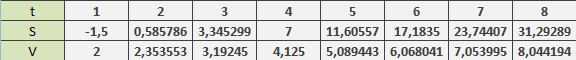 t 1 2 3 4 5 6 7 8
S -1,5 0,585786 3,345299 7 11,60557 17,1835 23,74407 31,29289
V 2 2,353553 3,19245 4,125 5,089443 6,068041 7,053995 8,044194